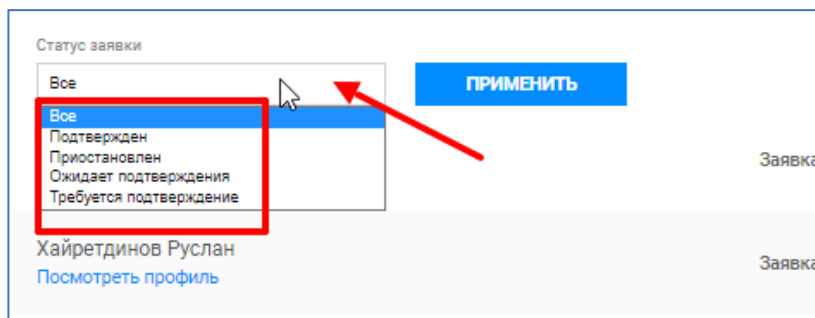 Статус заявки
Все
ПРИМЕНИТЬ
Все
Подтвержден
Приостановлен
Ожидает подтверждения
Требуется подтверждение
Заявка
Хайретдинов Руслан
Посмотреть профиль
Заявка